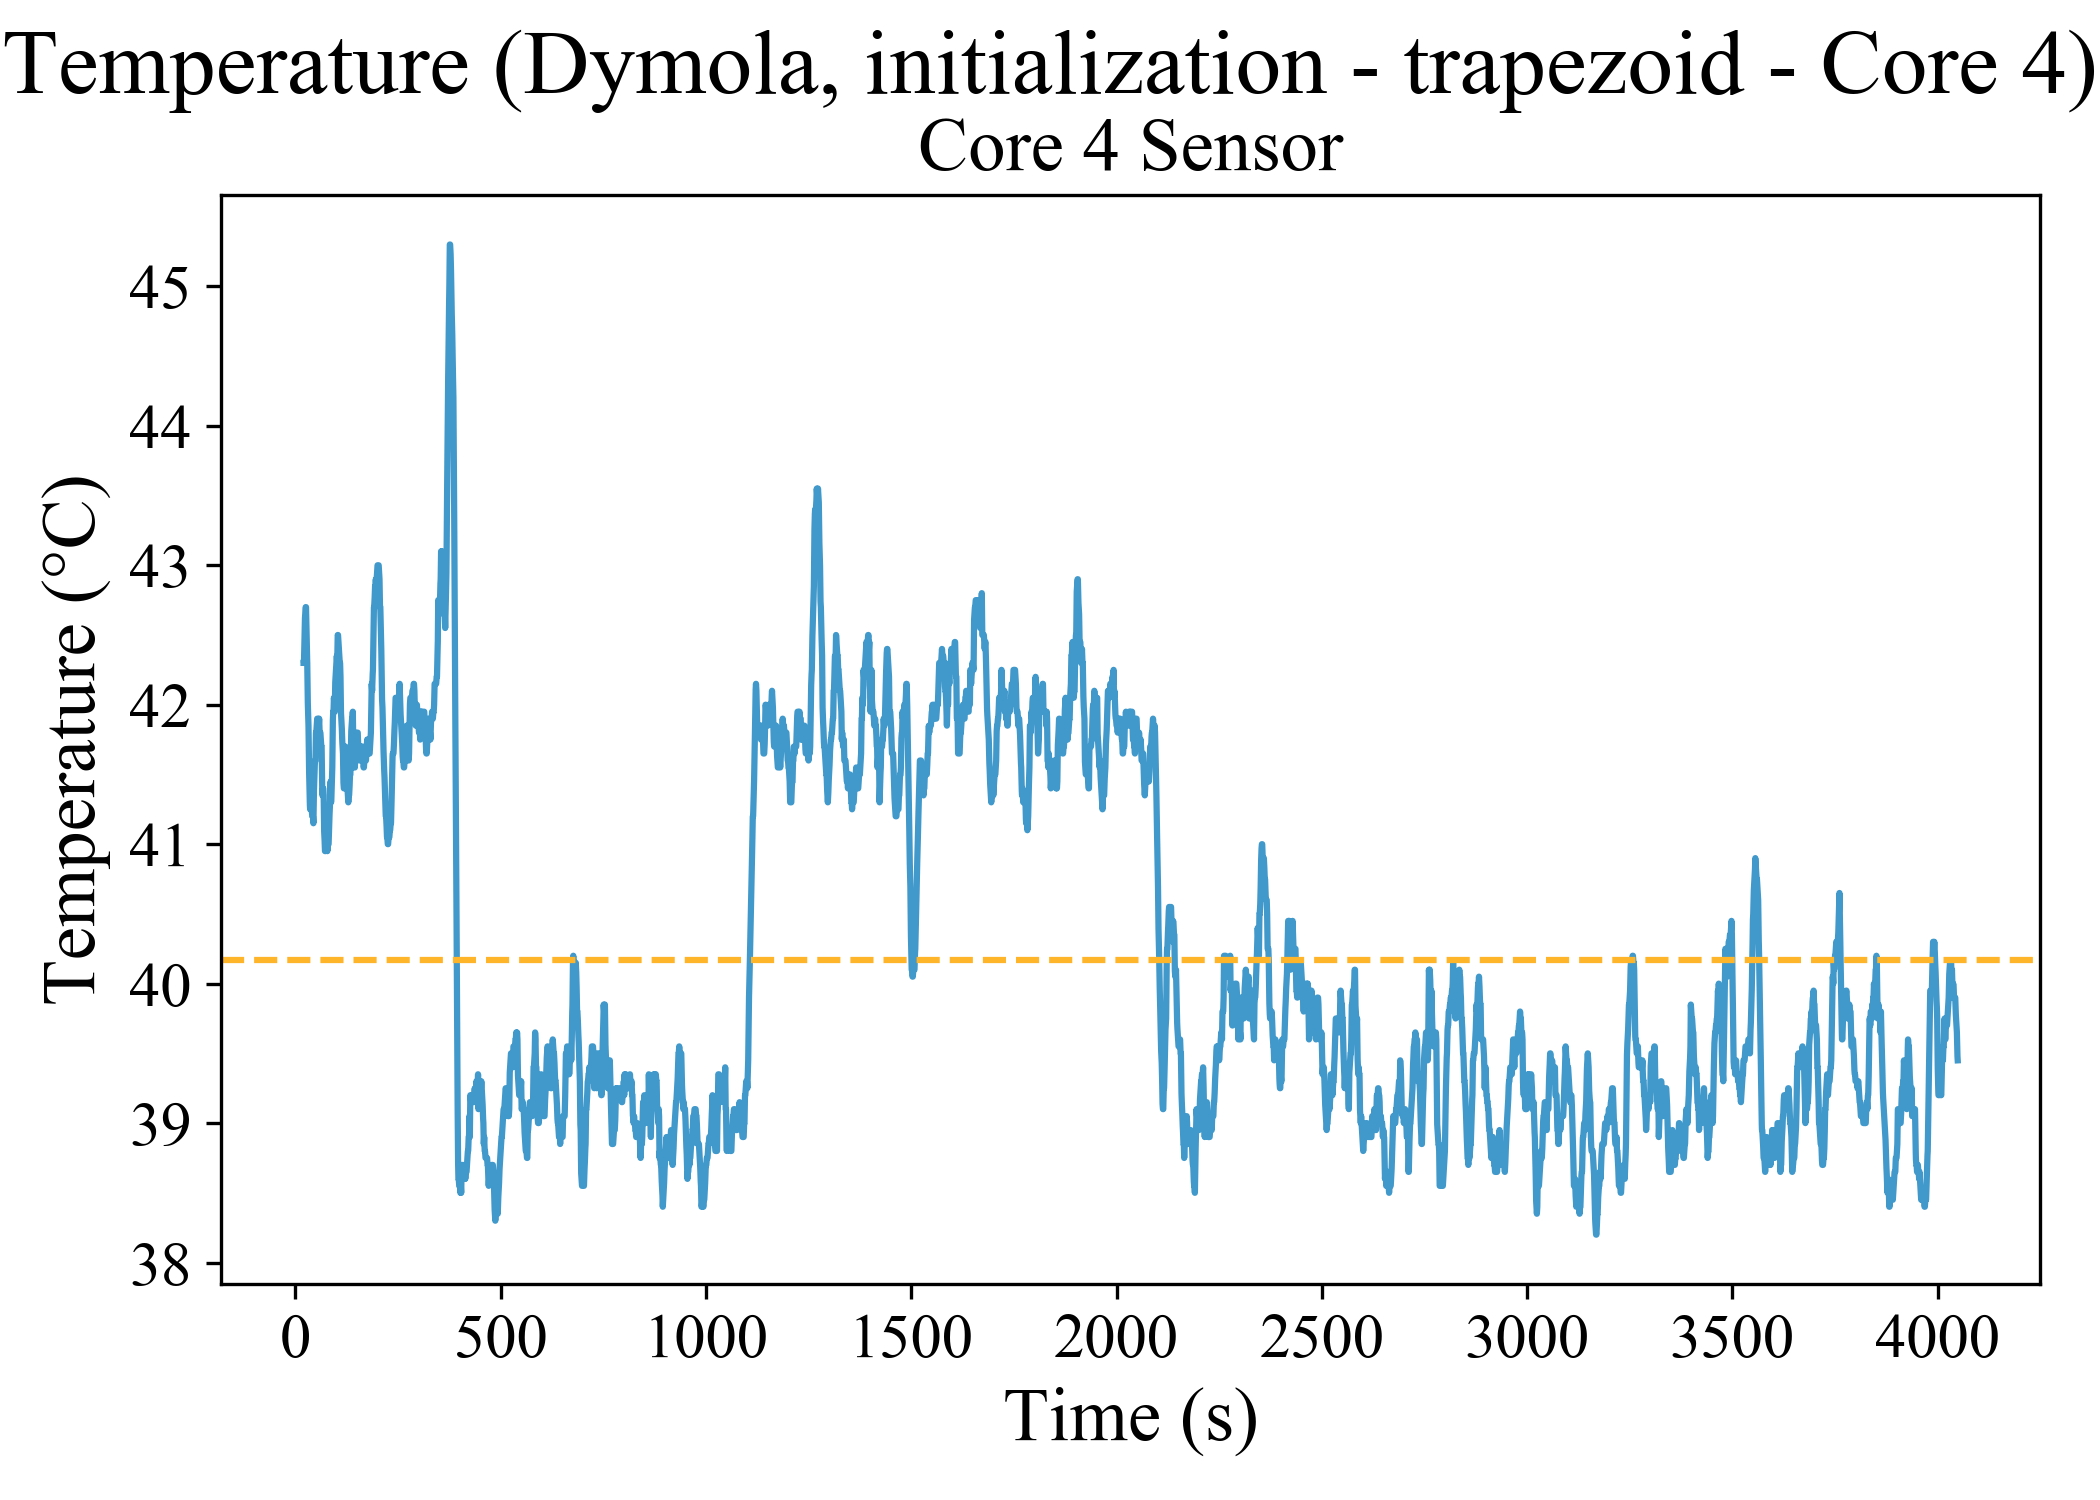 Temperature (Dymola, initialization - trapezoid - Core 4)
Core 4 Sensor
Temperature (°C)
45
44
43
42
41
40
39
38
0 500 1000 1500 2000 2500 3000 3500 4000
Time (s)